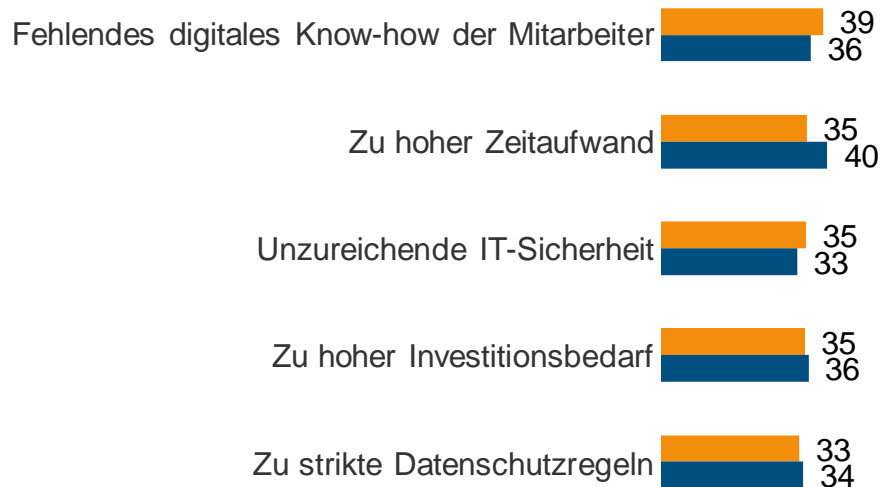 Fehlendes digitales Know-how der Mitarbeiter 39
36
Zu hoher Zeitaufwand 35
40
Unzureichende IT-Sicherheit 35
33
Zu hoher Investitionsbedarf 35
36
Zu strikte Datenschutzregeln 33
34